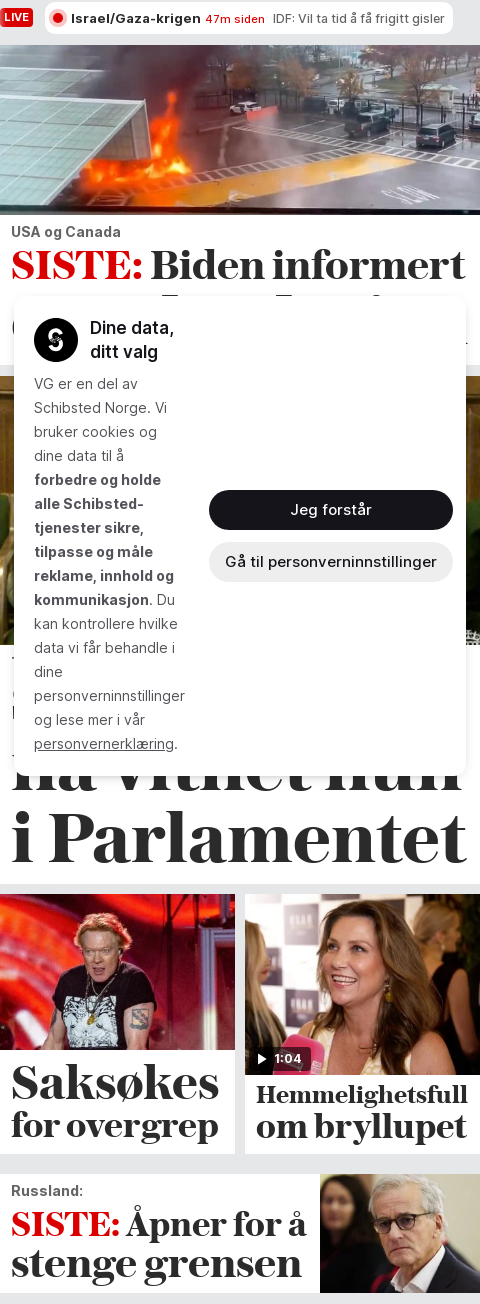 LIVE
Israel/Gaza-krigen 47m siden IDF: Vil ta tid å få frigitt gisler
USA og Canada
SISTE: Biden informert
Dine data,
ditt valg
VG er en del av
Schibsted Norge. Vi
bruker cookies og
dine data til å
forbedre og holde
alle Schibsted-
tjenester sikre,
tilpasse og måle
reklame, innhold og
kommunikasjon. Du
kan kontrollere hvilke
data vi får behandle i
dine
personverninnstillinger
og lese mer i vår
personvernerklæring.
Jeg forstår
Gå til personverninnstillinger
i Parlamentet
1:04
Saksøkes
for overgrep
Hemmelighetsfull
om bryllupet
Russland:
SISTE: Åpner for å
stenge grensen